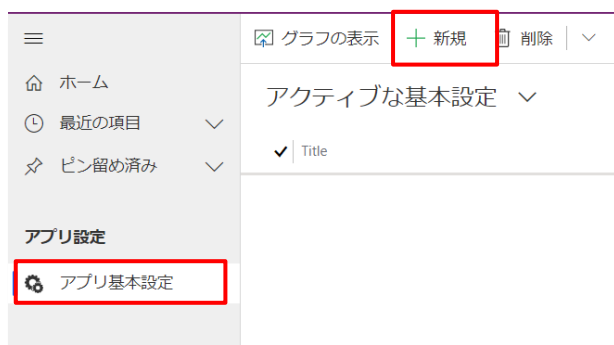 グラフの表示 新規 削除
ホーム
最近の項目
ピン留め済み
アプリ設定
アプリ基本設定
アクティブな基本設定
Title